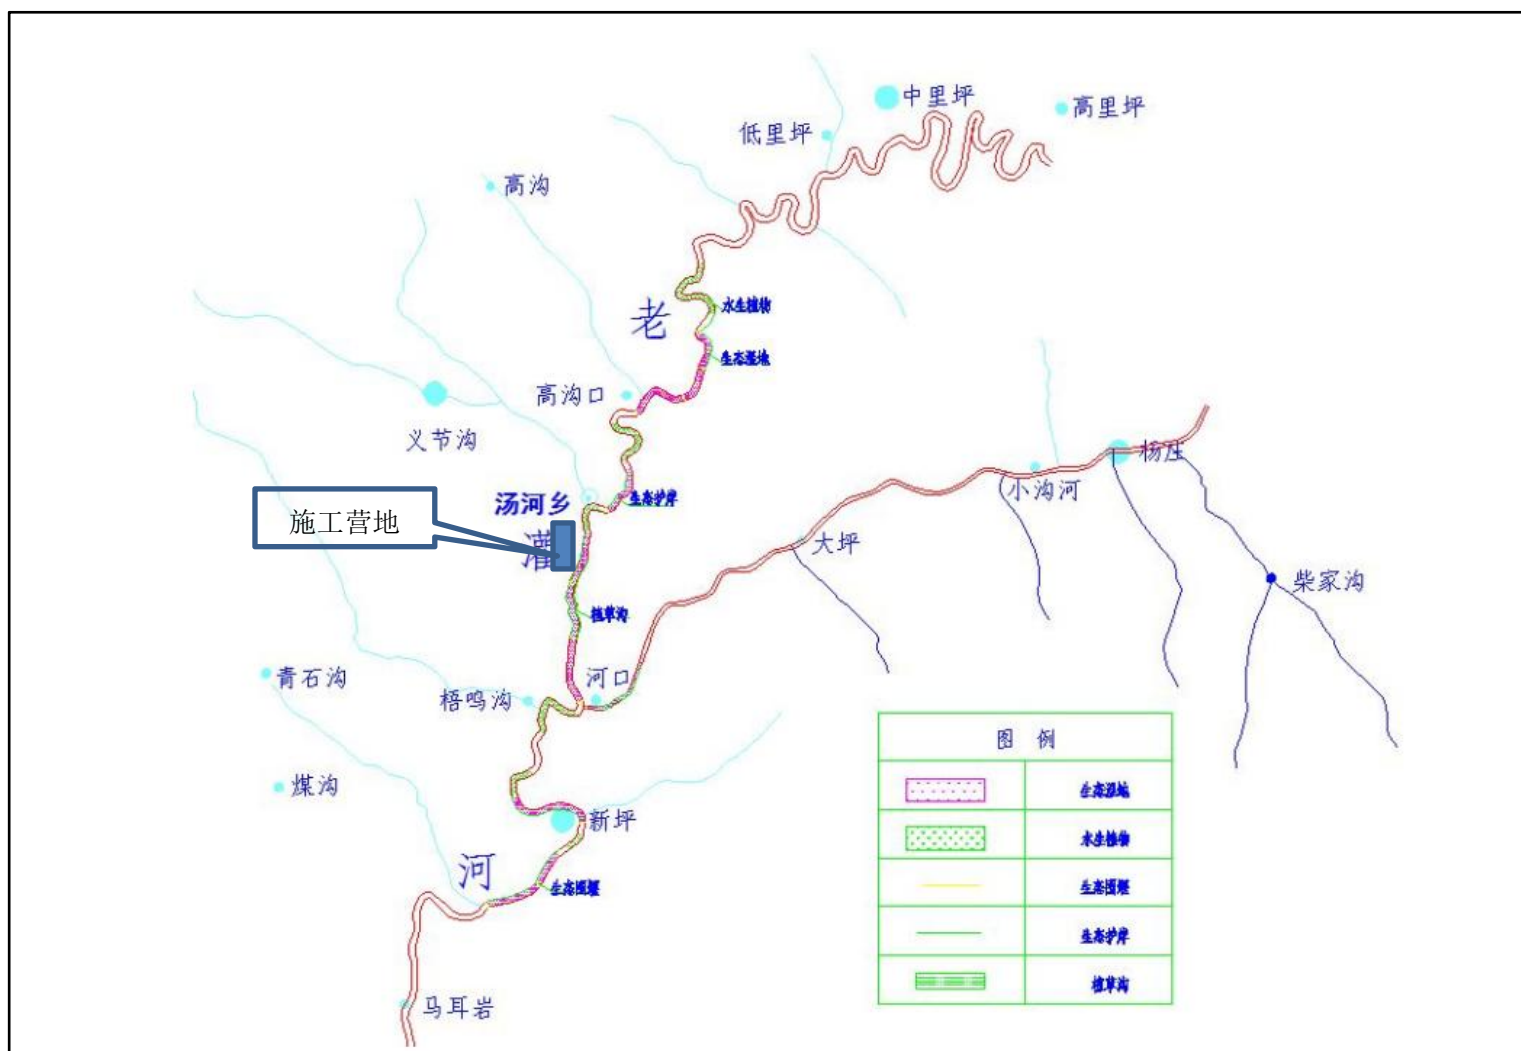 中里坪
高里坪
低里坪
高沟
水生植物
老
生态湿地
高沟口
义节沟
杨庄
小沟河
汤河乡
生态护岸
施工营地
灌
大坪
柴家沟
植草沟
青石沟
河口
梧鸣沟
图 例
煤沟
生态湿地
新坪
水生植物
河
生态围堰
生态围堰
生态护岸
植草沟
马耳岩